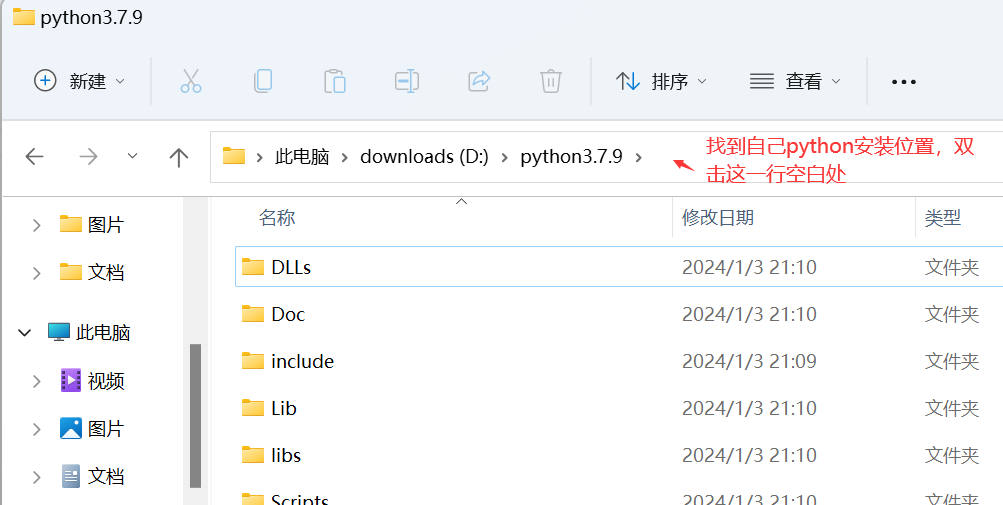 python3.7.9
新建 排序 查看
此电脑 downloads (D:) python3.7.9
找到自己python安装位置，双
击这一行空白处
名称 修改日期 类型
图片
文档
此电脑
视频
图片
文档
DLLs 2024/1/3 21:10 文件夹
Doc 2024/1/3 21:10 文件夹
include 2024/1/3 21:09 文件夹
Lib 2024/1/3 21:10 文件夹
libs 2024/1/3 21:10 文件夹
Scripts 2024/1/3 21:10 文件夹